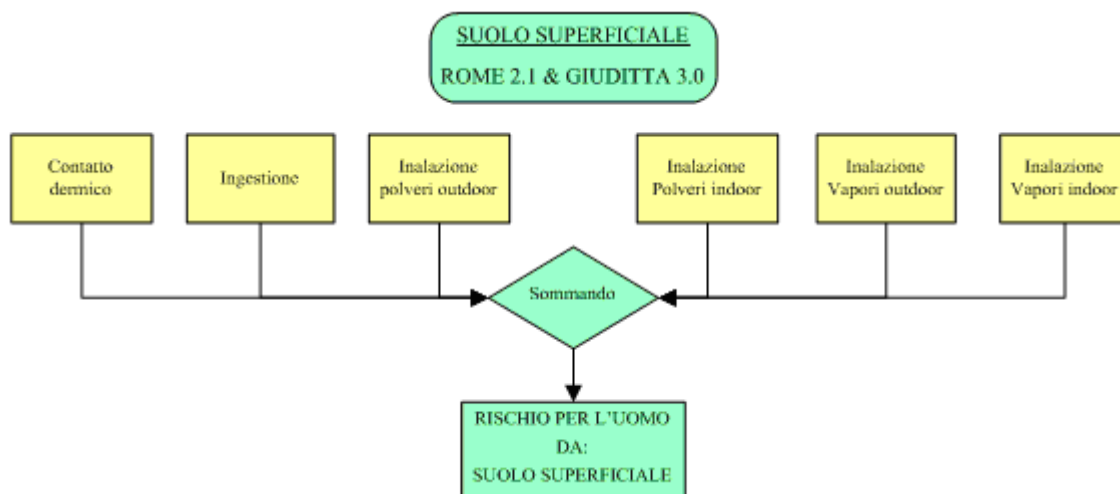 SUOLO SUPERFICIALE
ROME 2.1 & GIUDITTA 3.0
Contatto
dermico
Ingestione
Inalazione
polveri outdoor
Inalazione
Polveri indoor
Inalazione
Vapori outdoor
Inalazione
Vapori indoor
Sommando
RISCHIO PER L'UOMO
DA:
SUOLO SUPERFICIALE